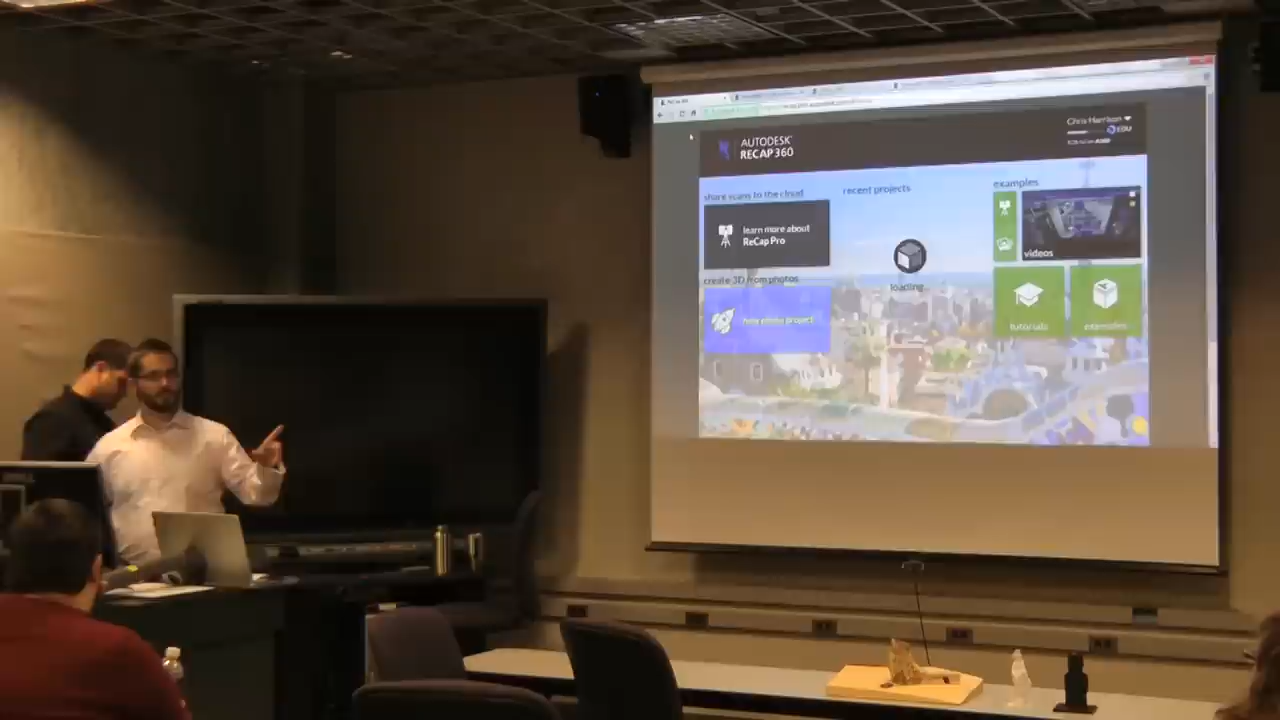 Chris Harrison
EDU
AUTODESK
RECAP 360
share scans to the cloud
recent projects
examples
learn more about
ReCap Pro
videos
create 3D from photos
loading...
new photo project
tutorials
examples